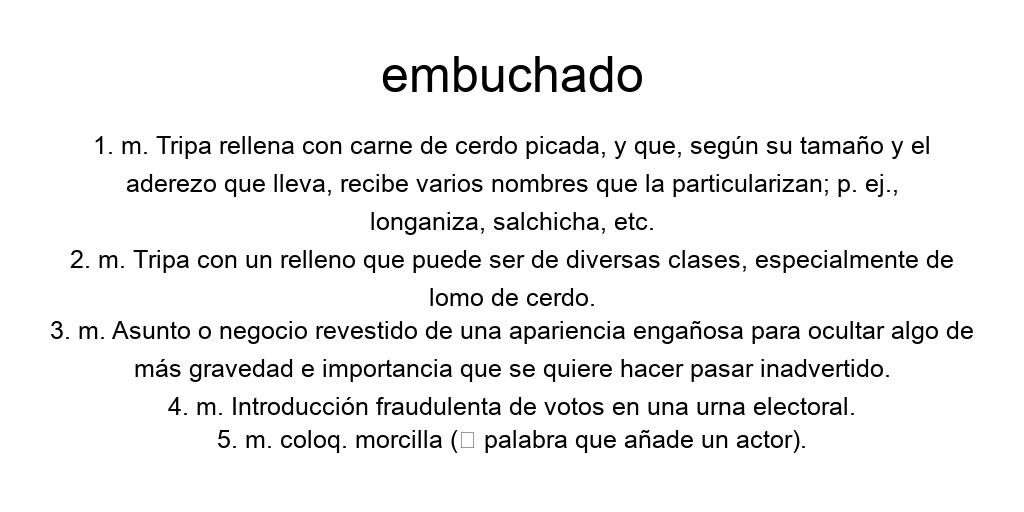 embuchado
1. m. Tripa rellena con carne de cerdo picada, y que, según su tamaño y el
aderezo que lleva, recibe varios nombres que la particularizan; p. ej.,
longaniza, salchicha, etc.
2. m. Tripa con un relleno que puede ser de diversas clases, especialmente de
lomo de cerdo.
3. m. Asunto o negocio revestido de una apariencia engañosa para ocultar algo de
más gravedad e importancia que se quiere hacer pasar inadvertido.
4. m. Introducción fraudulenta de votos en una urna electoral.
5. m. coloq. morcilla (□ palabra que añade un actor).